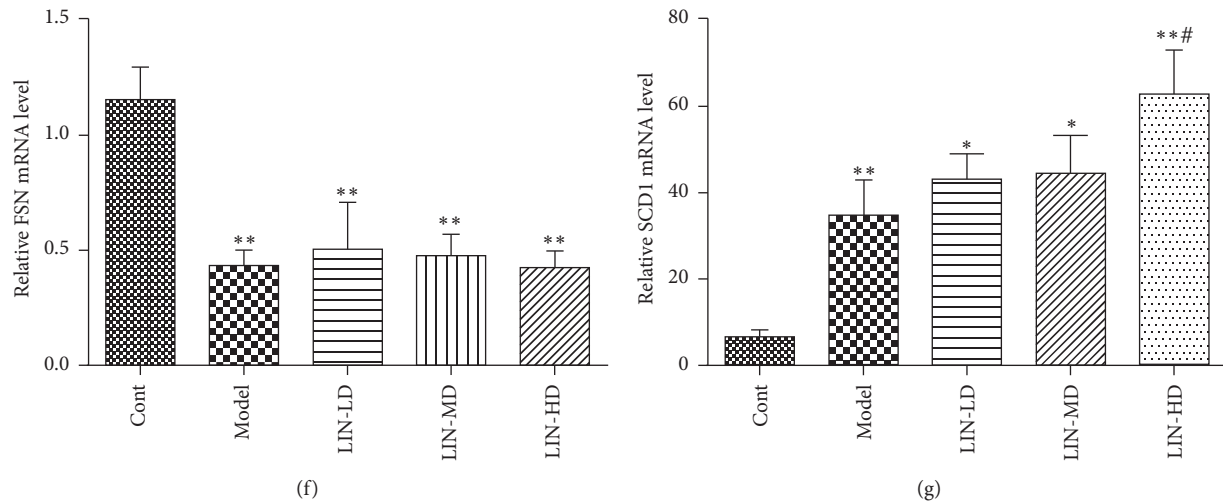 Relative FSN mRNA level
1.5
1.0
0.5
0.0
**
**
**
**
Cont
Model
LIN-LD
LIN-MD
LIN-HD
(f)
Relative SCD1 mRNA level
80
60
40
20
0
**
*
*
**#
Cont
Model
LIN-LD
LIN-MD
LIN-HD
(g)